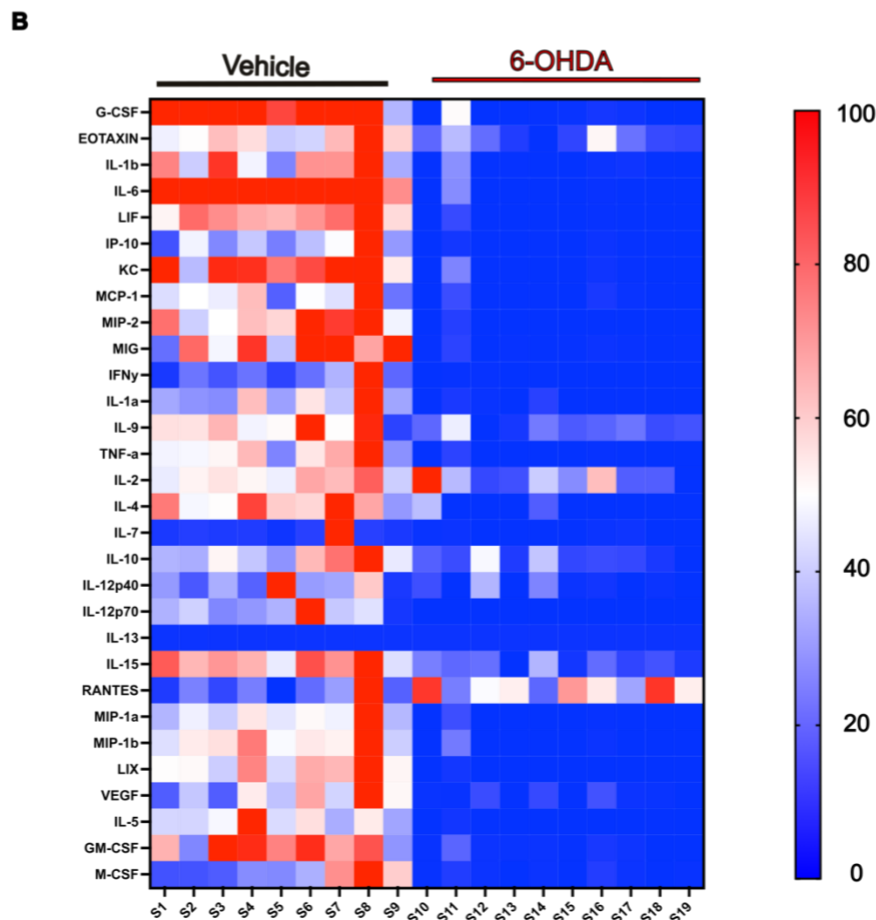 B
Vehicle
6-OHDA
G-CSF
EOTAXIN
IL-1b
IL-6
LIF
IP-10
KC
MCP-1
MIP-2
MIG
IFNy
IL-1a
IL-9
TNF-a
IL-2
IL-4
IL-7
IL-10
IL-12p40
IL-12p70
IL-13
IL-15
RANTES
MIP-1a
MIP-1b
LIX
VEGF
IL-5
GM-CSF
M-CSF
S1 S2 S3 S4 S5 S6 S7 S8 S9 S10 S11 S12 S13 S14 S15 S16 S17 S18 S19
100
80
60
40
20
0